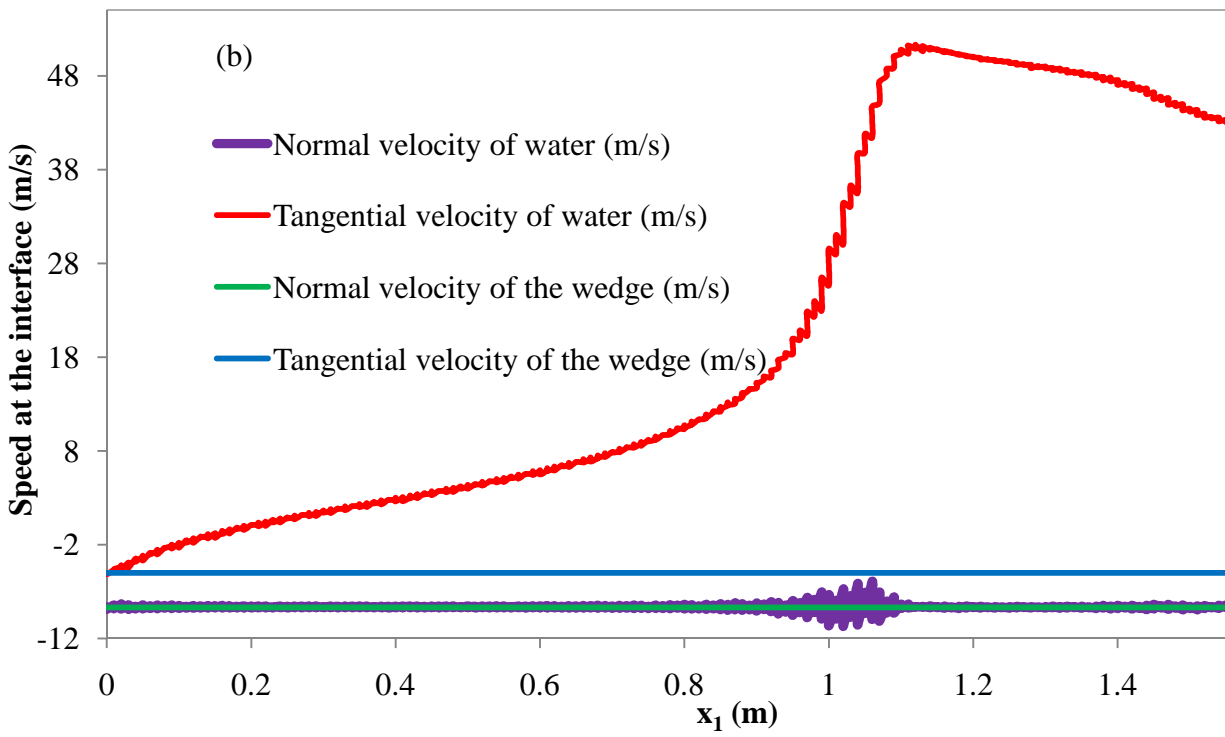 (b)
48
38
28
18
8
-2
-12
Speed at the interface (m/s)
Normal velocity of water (m/s)
Tangential velocity of water (m/s)
Normal velocity of the wedge (m/s)
Tangential velocity of the wedge (m/s)
0 0.2 0.4 0.6 0.8 1 1.2 1.4
x₁ (m)